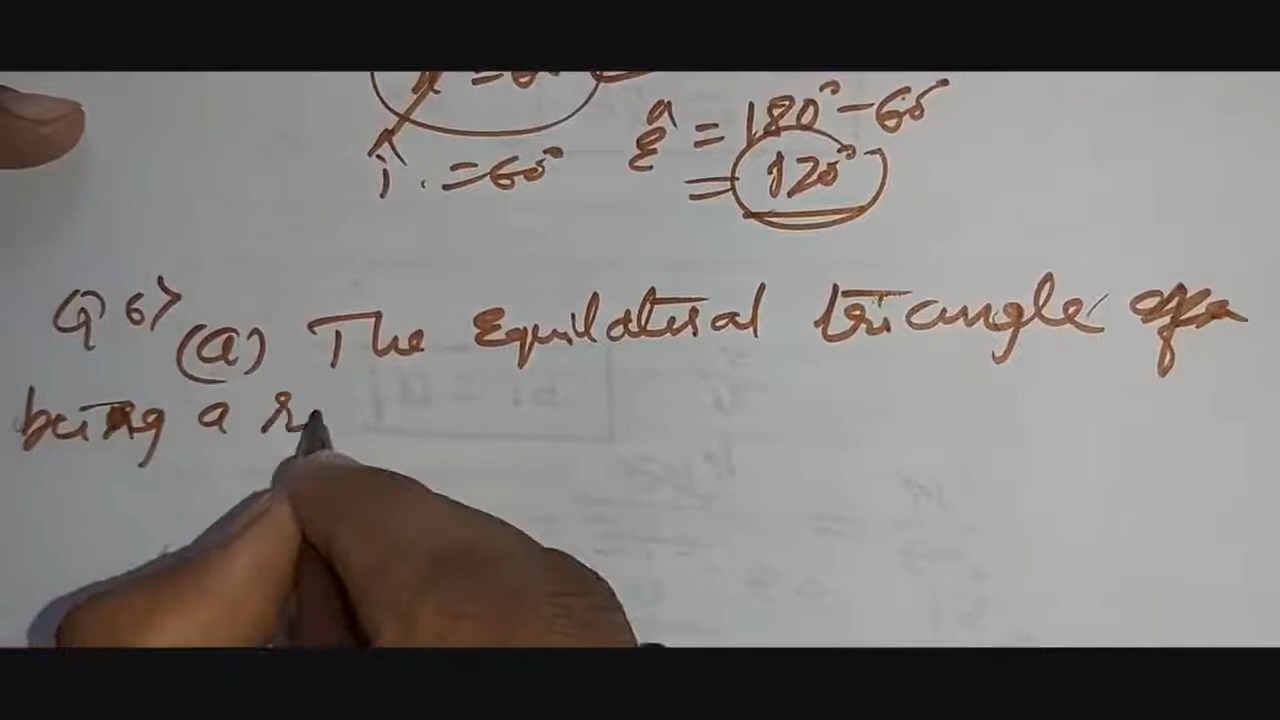 i = 60° ê = 180° - 60°
= 120°
Q 6> (a) The Equilateral triangle
being a r